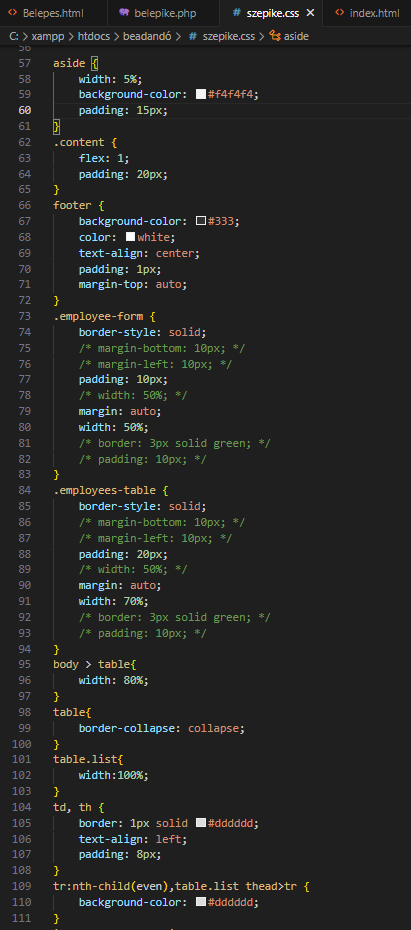 Belepes.html belepike.php szepike.css index.html
C: > xampp > htdocs > beadandó > # szepike.css > aside
56
57 aside {
58 width: 5%;
59 background-color: #f4f4f4;
60 padding: 15px;
61 }
62 .content {
63 flex: 1;
64 padding: 20px;
65 }
66 footer {
67 background-color: #333;
68 color: white;
69 text-align: center;
70 padding: 1px;
71 margin-top: auto;
72 }
73 .employee-form {
74 border-style: solid;
75 /* margin-bottom: 10px; */
76 /* margin-left: 10px; */
77 padding: 10px;
78 /* width: 50%; */
79 margin: auto;
80 width: 50%;
81 /* border: 3px solid green; */
82 /* padding: 10px; */
83 }
84 .employees-table {
85 border-style: solid;
86 /* margin-bottom: 10px; */
87 /* margin-left: 10px; */
88 padding: 20px;
89 /* width: 50%; */
90 margin: auto;
91 width: 70%;
92 /* border: 3px solid green; */
93 /* padding: 10px; */
94 }
95 body > table{
96 width: 80%;
97 }
98 table{
99 border-collapse: collapse;
100 }
101 table.list{
102 width:100%;
103 }
104 td, th {
105 border: 1px solid #dddddd;
106 text-align: left;
107 padding: 8px;
108 }
109 tr:nth-child(even),table.list thead>tr {
110 background-color: #dddddd;
111 }